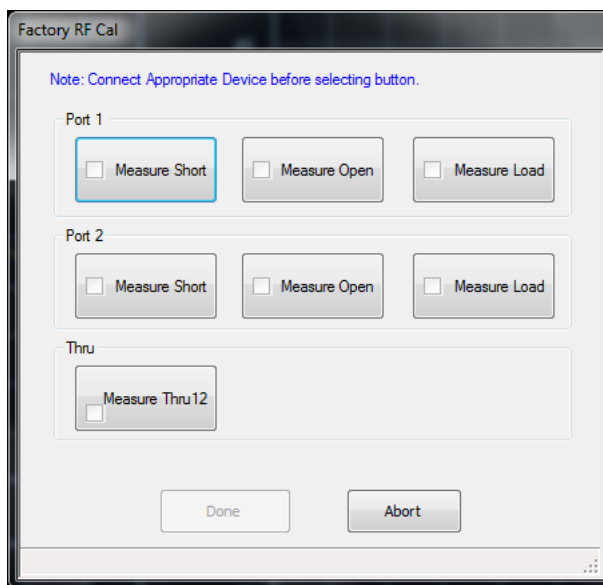 Factory RF Cal
Note: Connect Appropriate Device before selecting button.
Port 1
Measure Short
Measure Open
Measure Load
Port 2
Measure Short
Measure Open
Measure Load
Thru
Measure Thru12
Done
Abort